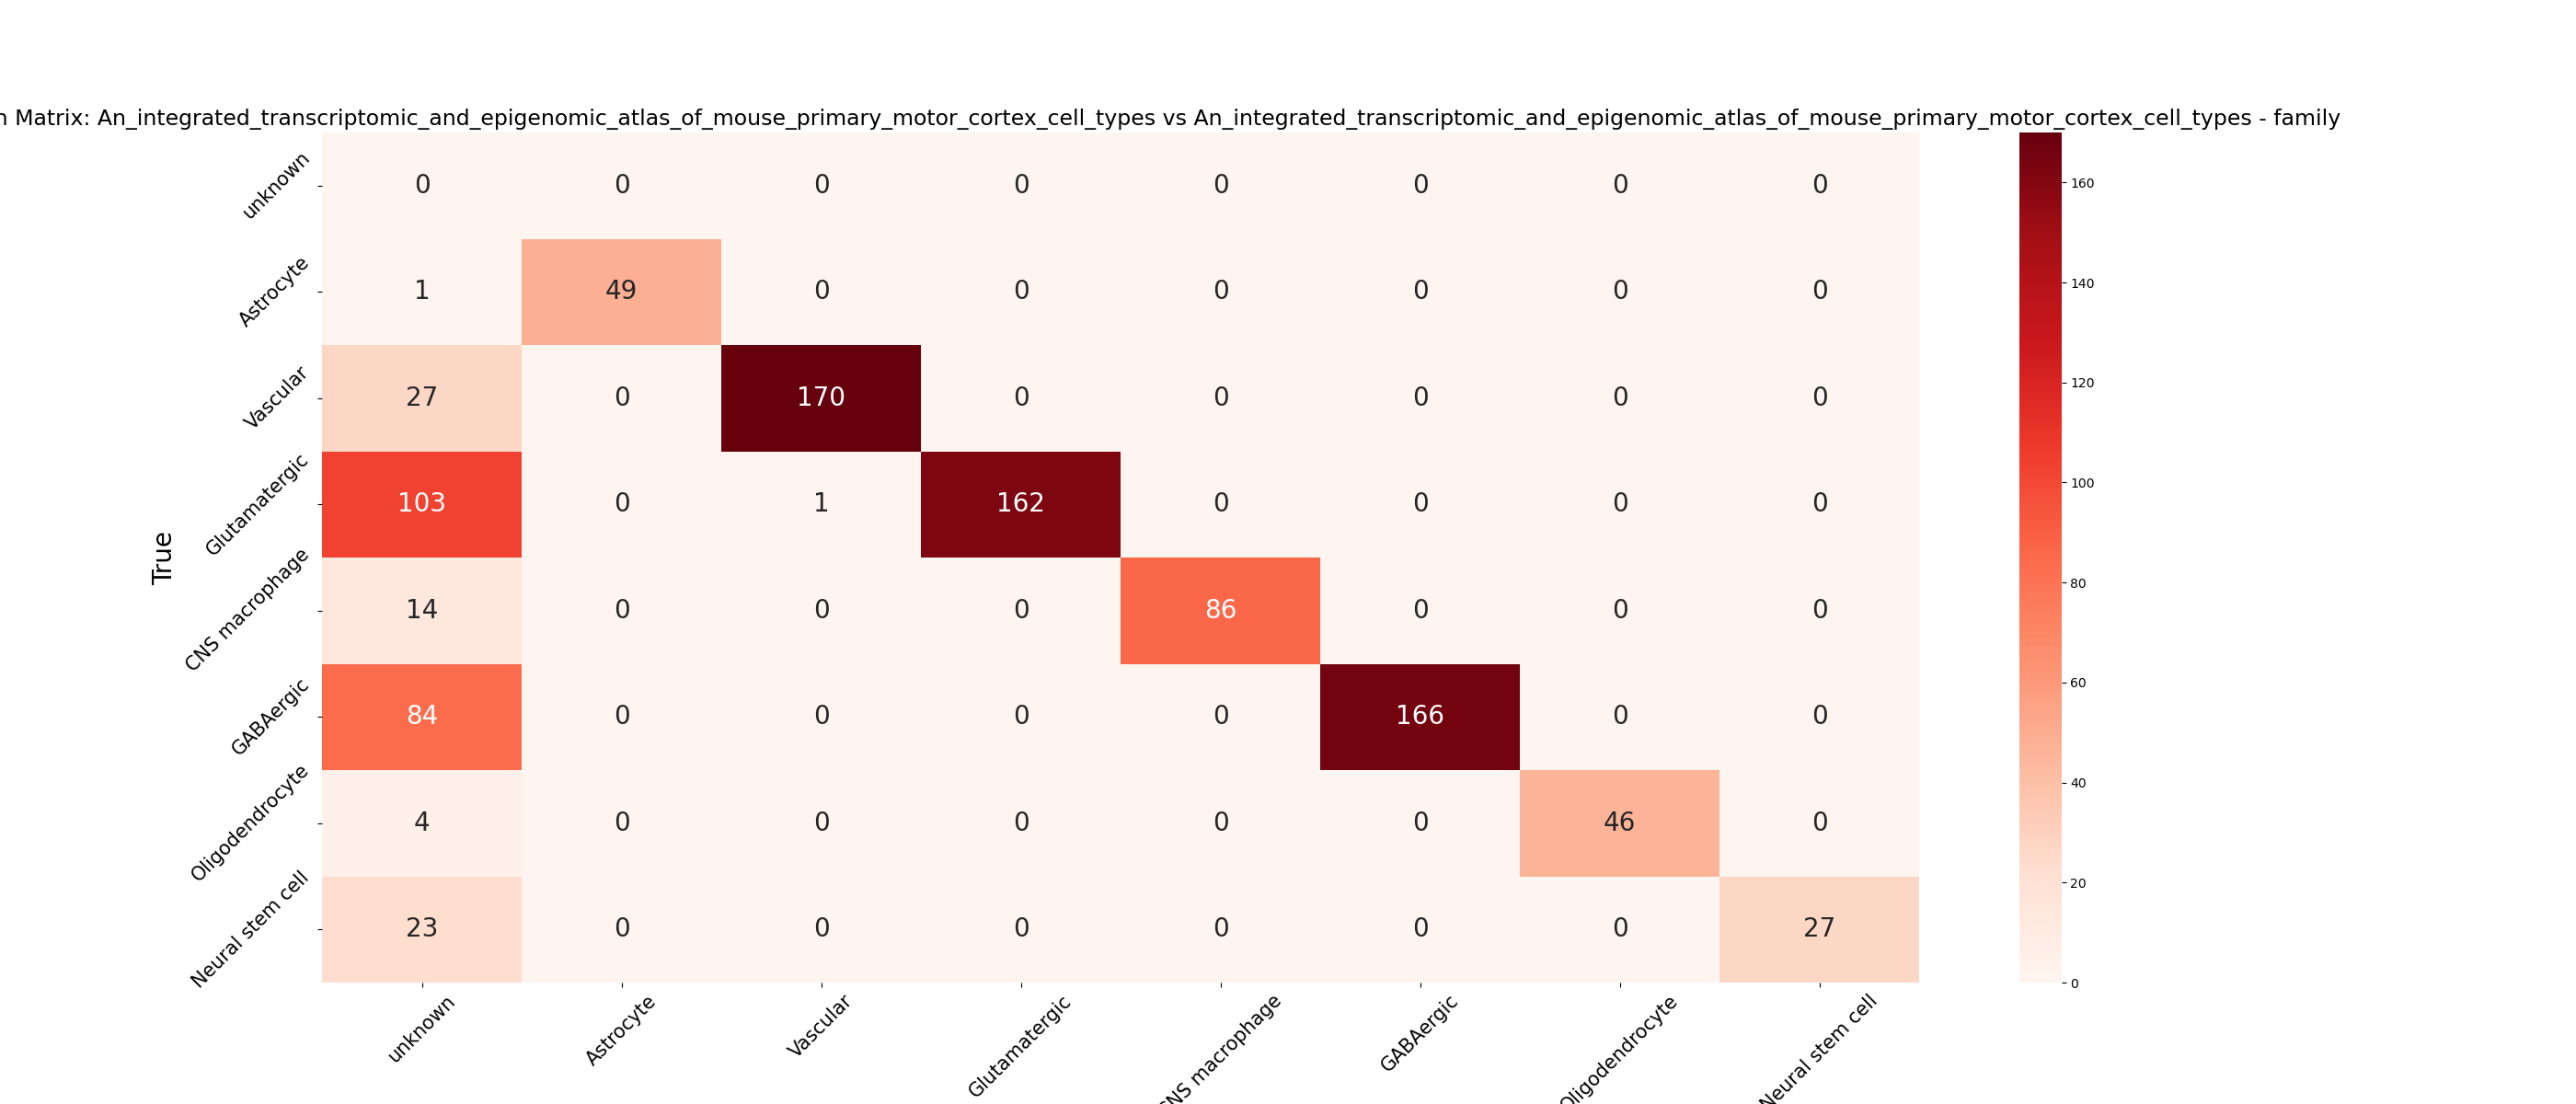 Matrix: An_integrated_transcriptomic_and_epigenomic_atlas_of_mouse_primary_motor_cortex_cell_types vs An_integrated_transcriptomic_and_epigenomic_atlas_of_mouse_primary_motor_cortex_cell_types - family
True
unknown 0 0 0 0 0 0 0 0
Astrocyte 1 49 0 0 0 0 0 0
Vascular 27 0 170 0 0 0 0 0
Glutamatergic 103 0 1 162 0 0 0 0
CNS macrophage 14 0 0 0 86 0 0 0
GABAergic 84 0 0 0 0 166 0 0
Oligodendrocyte 4 0 0 0 0 0 46 0
Neural stem cell 23 0 0 0 0 0 0 27
unknown Astrocyte Vascular Glutamatergic CNS macrophage GABAergic Oligodendrocyte Neural stem cell
160
140
120
100
80
60
40
20
0